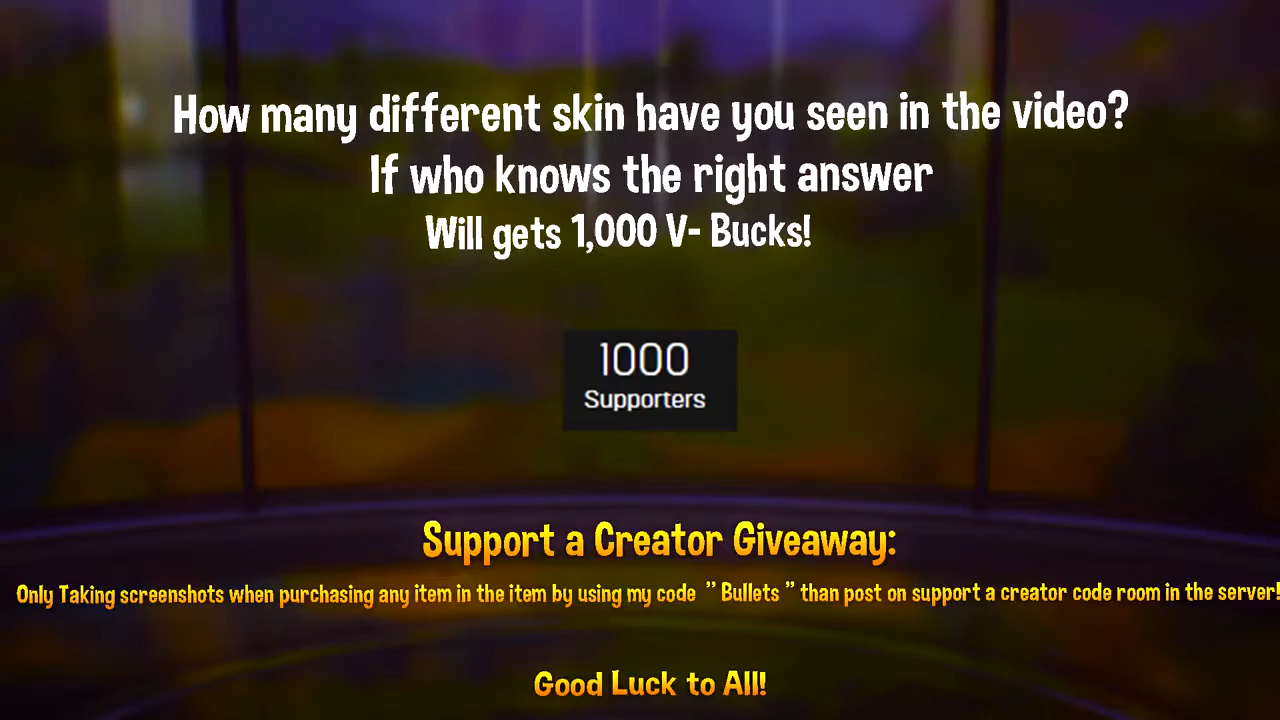 How many different skin have you seen in the video?
If who knows the right answer
Will gets 1,000 V- Bucks!
1000
Supporters
Support a Creator Giveaway:
Only Taking screenshots when purchasing any item in the item by using my code " Bullets " than post on support a creator code room in the server!
Good Luck to All!